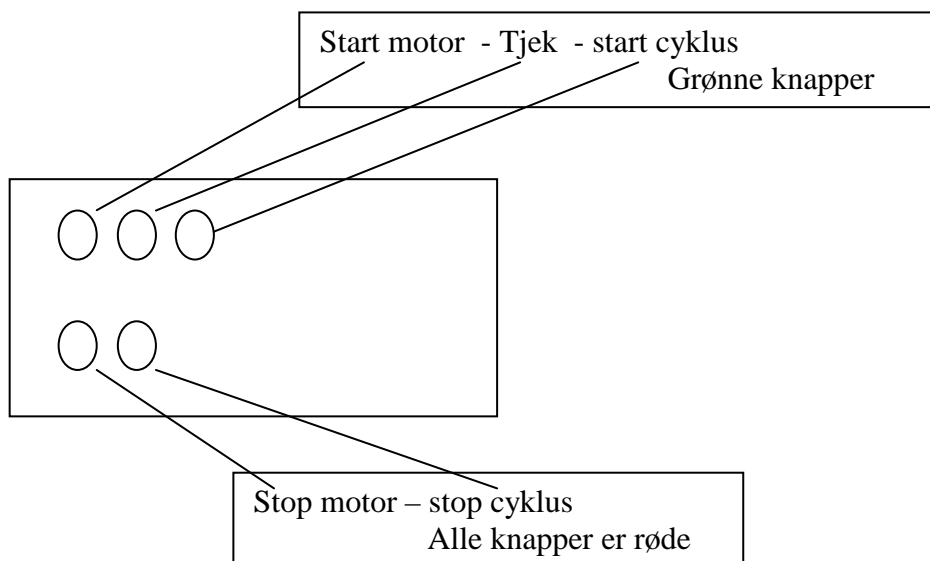 Start motor - Tjek - start cyklus
Grønne knapper
Stop motor – stop cyklus
Alle knapper er røde